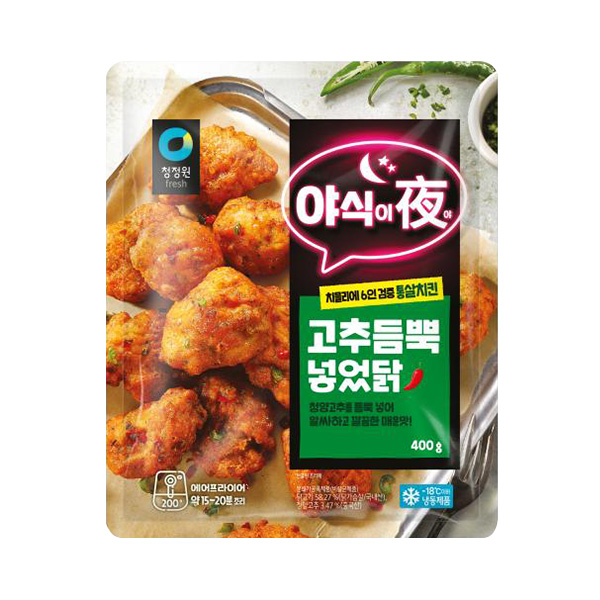 청정원
fresh
야식이夜야
치믈리에 6인 검증 통살치킨
고추듬뿍
넣었닭
청양고추를 듬뿍 넣어
알싸하고 깔끔한 매운맛!
400g
에어프라이어
200°
약 15~20분 조리
-18℃이하
냉동제품